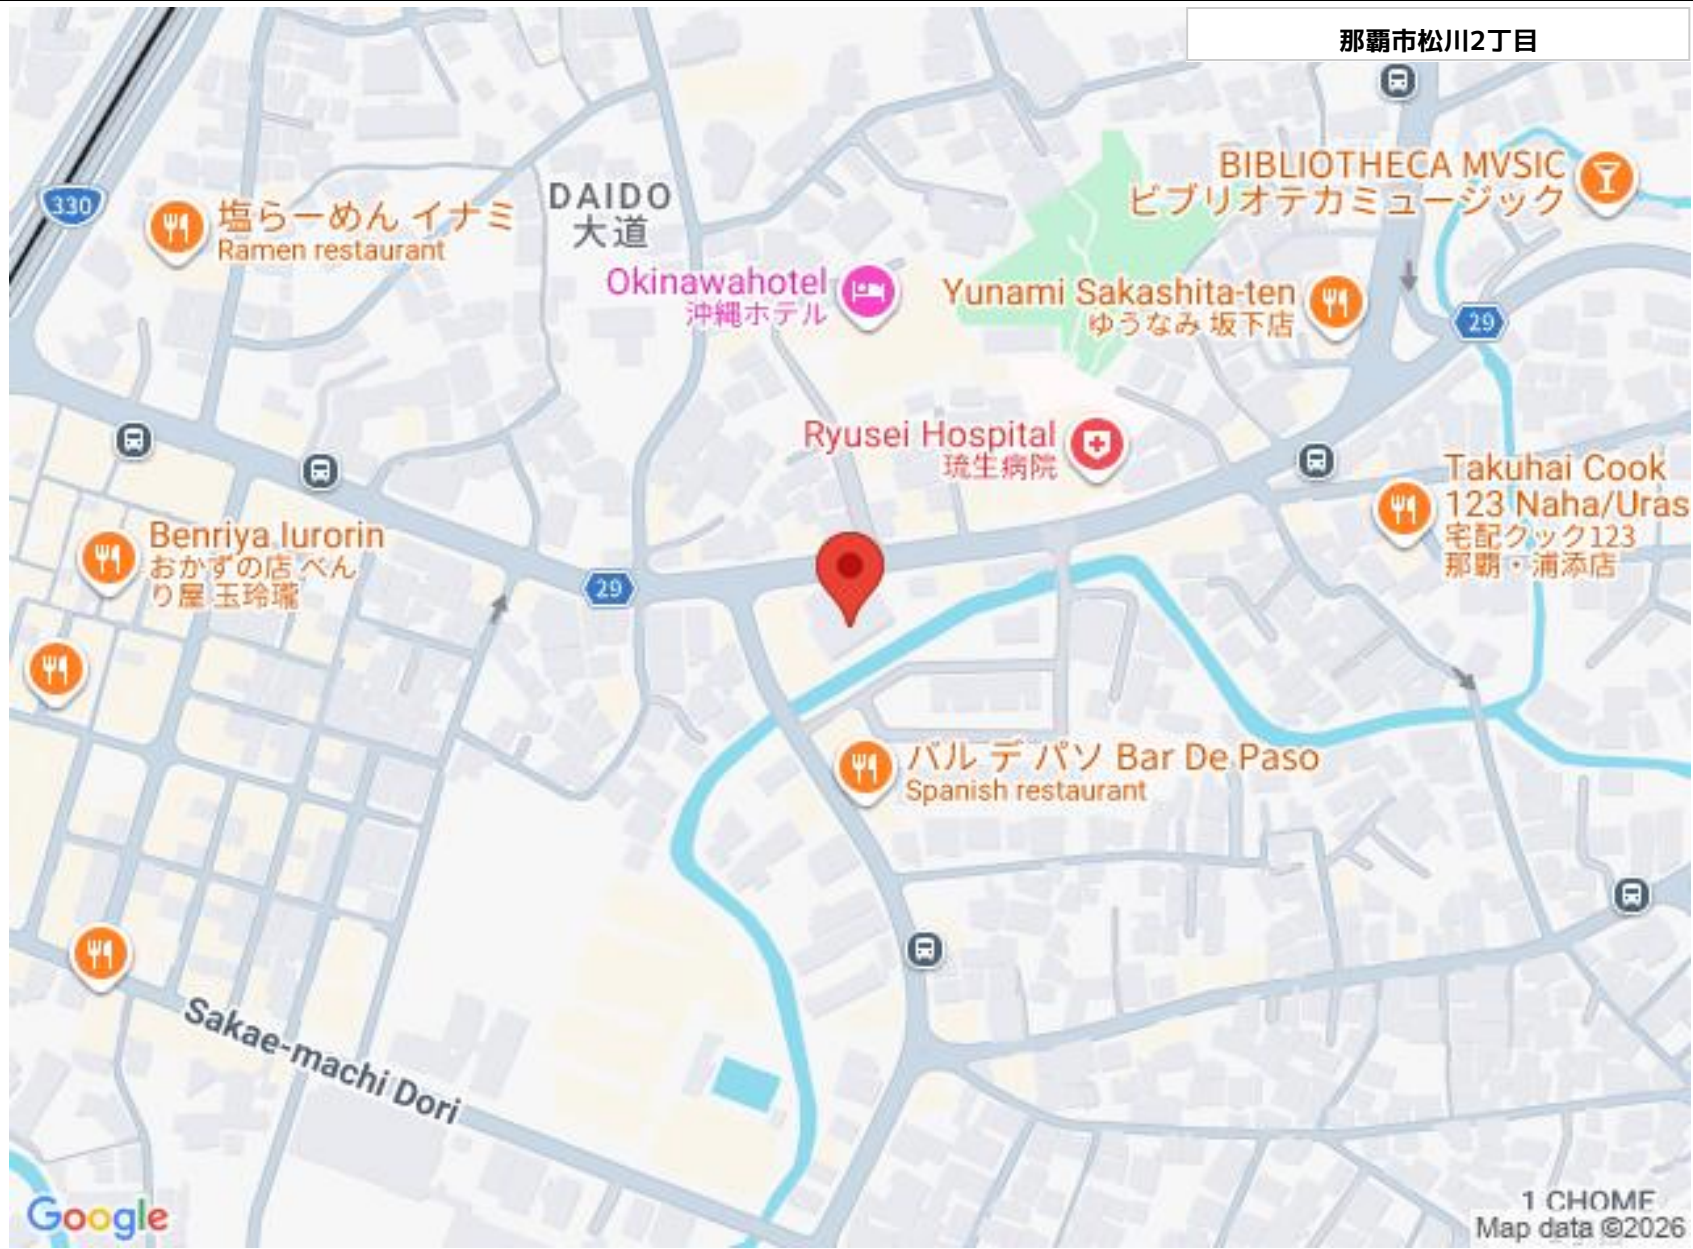 那覇市松川2丁目
BIBLIOTHECA MVSIC
ビブリオテカミュージック
330
塩らーめん イナミ
Ramen restaurant
DAIDO
大道
Okinawahotel
沖縄ホテル
Yunami Sakashita-ten
ゆうなみ 坂下店
29
Ryusei Hospital
琉生病院
Takuhai Cook
123 Naha/Uras
宅配クック123
那覇・浦添店
Benriya Iurorin
おかずの店 べん
り屋 玉玲瓏
29
バル デ パソ Bar De Paso
Spanish restaurant
Sakae-machi Dori
Google
1 CHOME
Map data ©2026